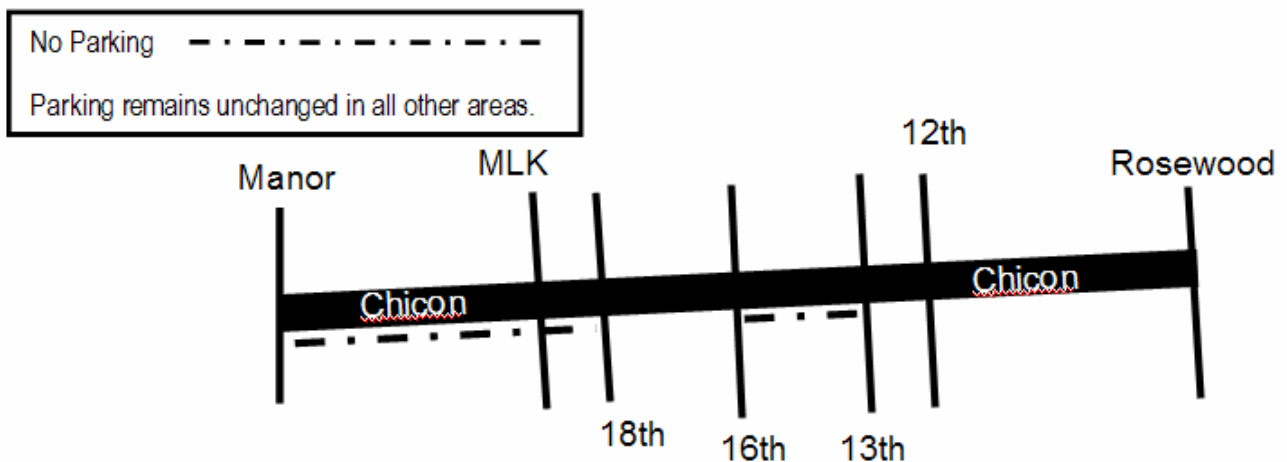 No Parking
Parking remains unchanged in all other areas.
12th
Manor
MLK
Rosewood
Chicon
Chicon
18th
16th
13th